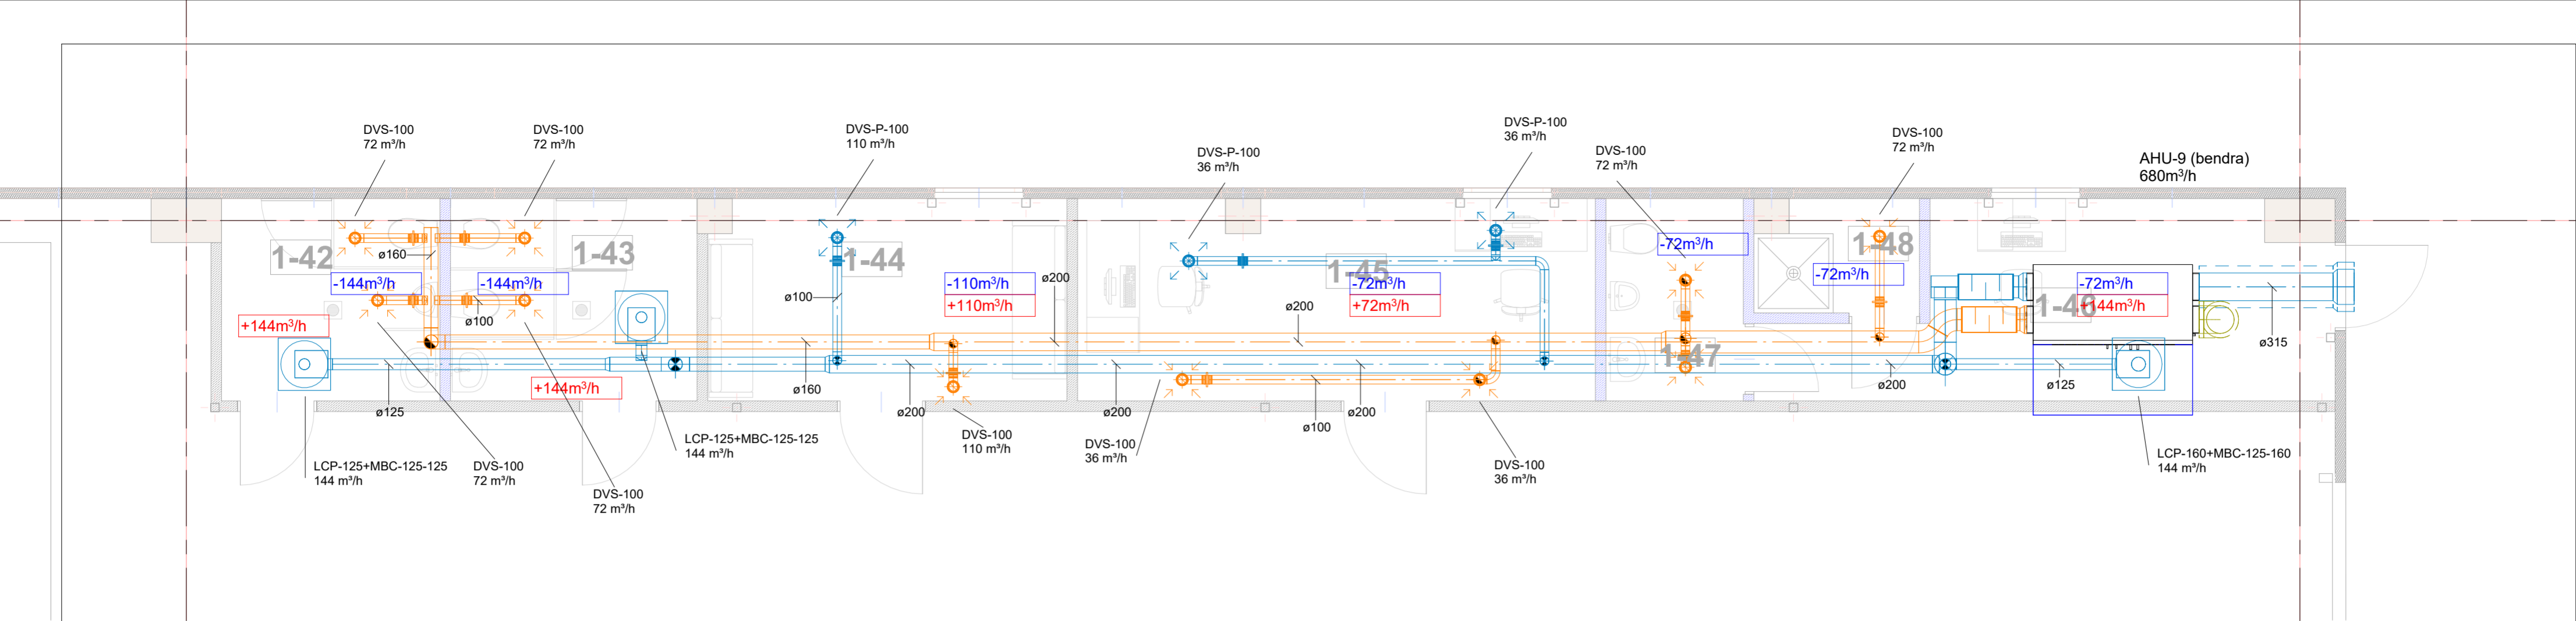 DVS-100
72 m³/h
DVS-100
72 m³/h
DVS-P-100
110 m³/h
DVS-P-100
36 m³/h
DVS-P-100
36 m³/h
DVS-100
72 m³/h
DVS-100
72 m³/h
AHU-9 (bendra)
680m³/h
1-42
1-43
1-44
1-45
1-48
1-46
1-47
ø160
-144m³/h
-144m³/h
-110m³/h
+110m³/h
-72m³/h
+72m³/h
-72m³/h
-72m³/h
-72m³/h
+144m³/h
+144m³/h
+144m³/h
ø100
ø100
ø200
ø200
ø315
ø125
ø160
ø200
ø200
ø200
ø100
ø200
ø125
LCP-125+MBC-125-125
144 m³/h
DVS-100
72 m³/h
DVS-100
72 m³/h
LCP-125+MBC-125-125
144 m³/h
DVS-100
110 m³/h
DVS-100
36 m³/h
DVS-100
36 m³/h
LCP-160+MBC-125-160
144 m³/h